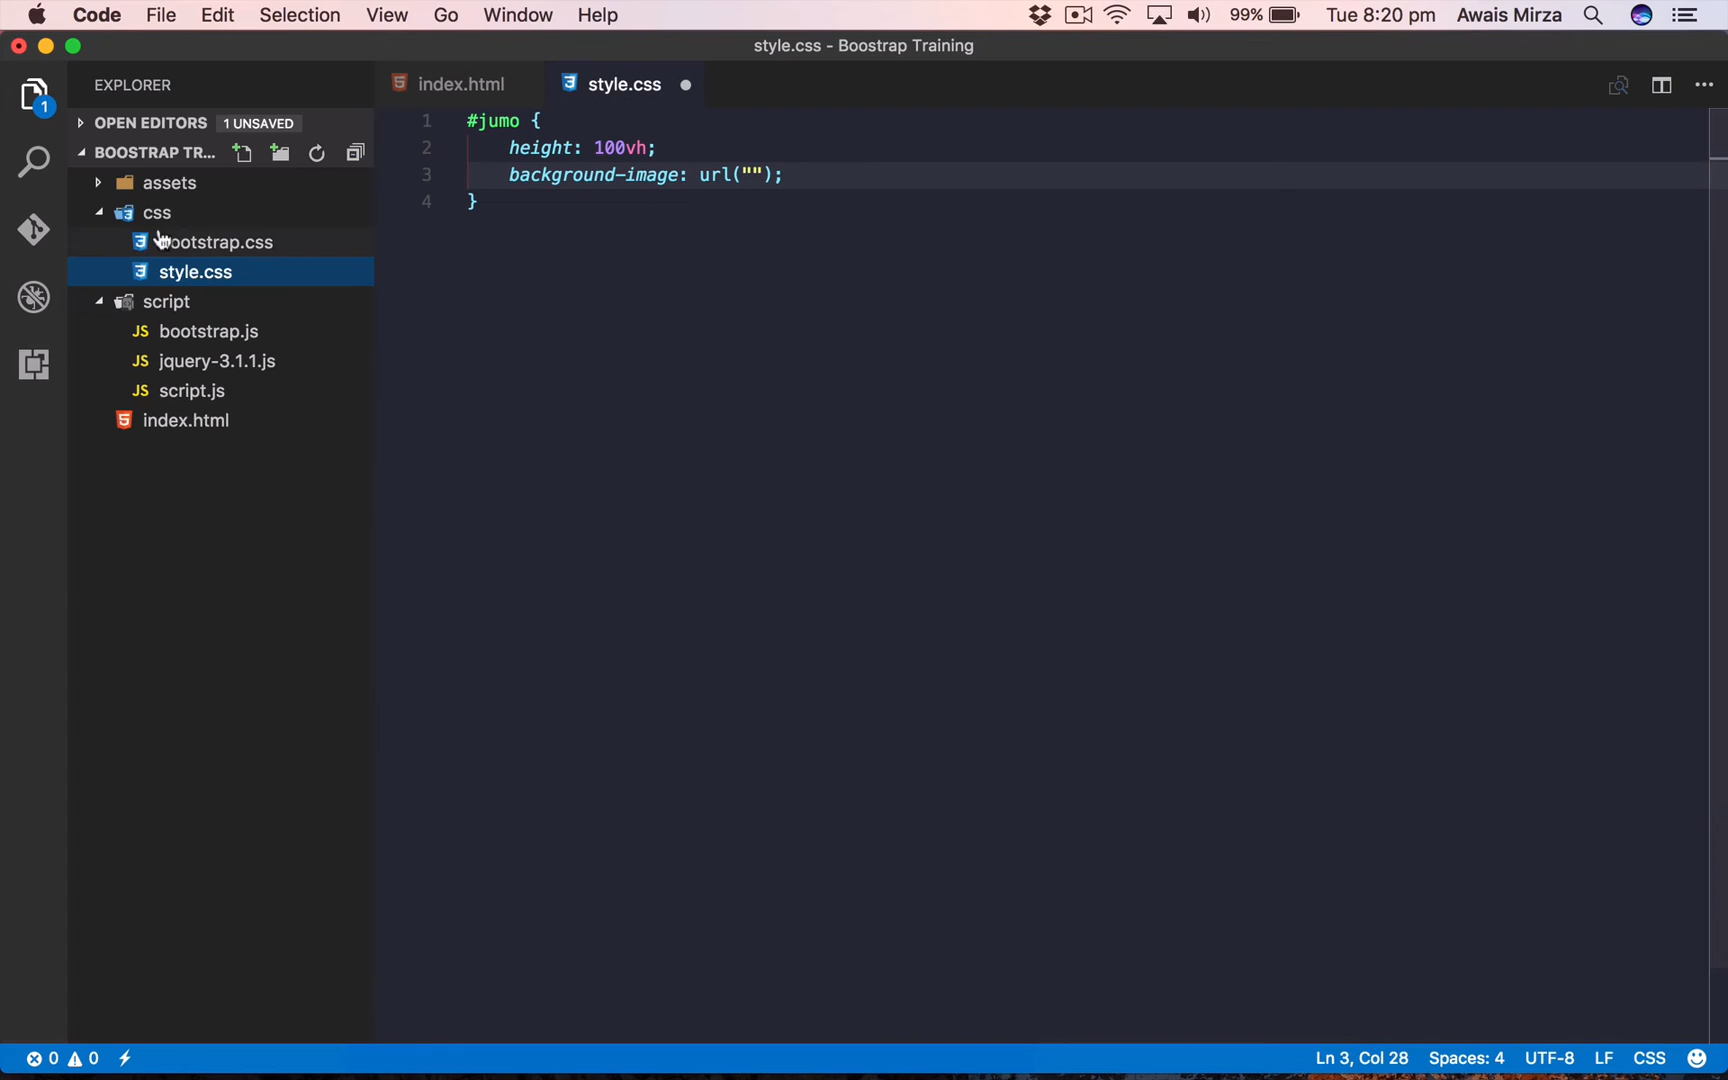 Code File Edit Selection View Go Window Help 99% Tue 8:20 pm Awais Mirza
style.css - Boostrap Training
EXPLORER
index.html style.css
OPEN EDITORS 1 UNSAVED
BOOSTRAP TR...
assets
css
ootstrap.css
style.css
script
JS bootstrap.js
JS jquery-3.1.1.js
JS script.js
index.html
1 #jumo {
2 height: 100vh;
3 background-image: url("");
4 }
0 0 Ln 3, Col 28 Spaces: 4 UTF-8 LF CSS